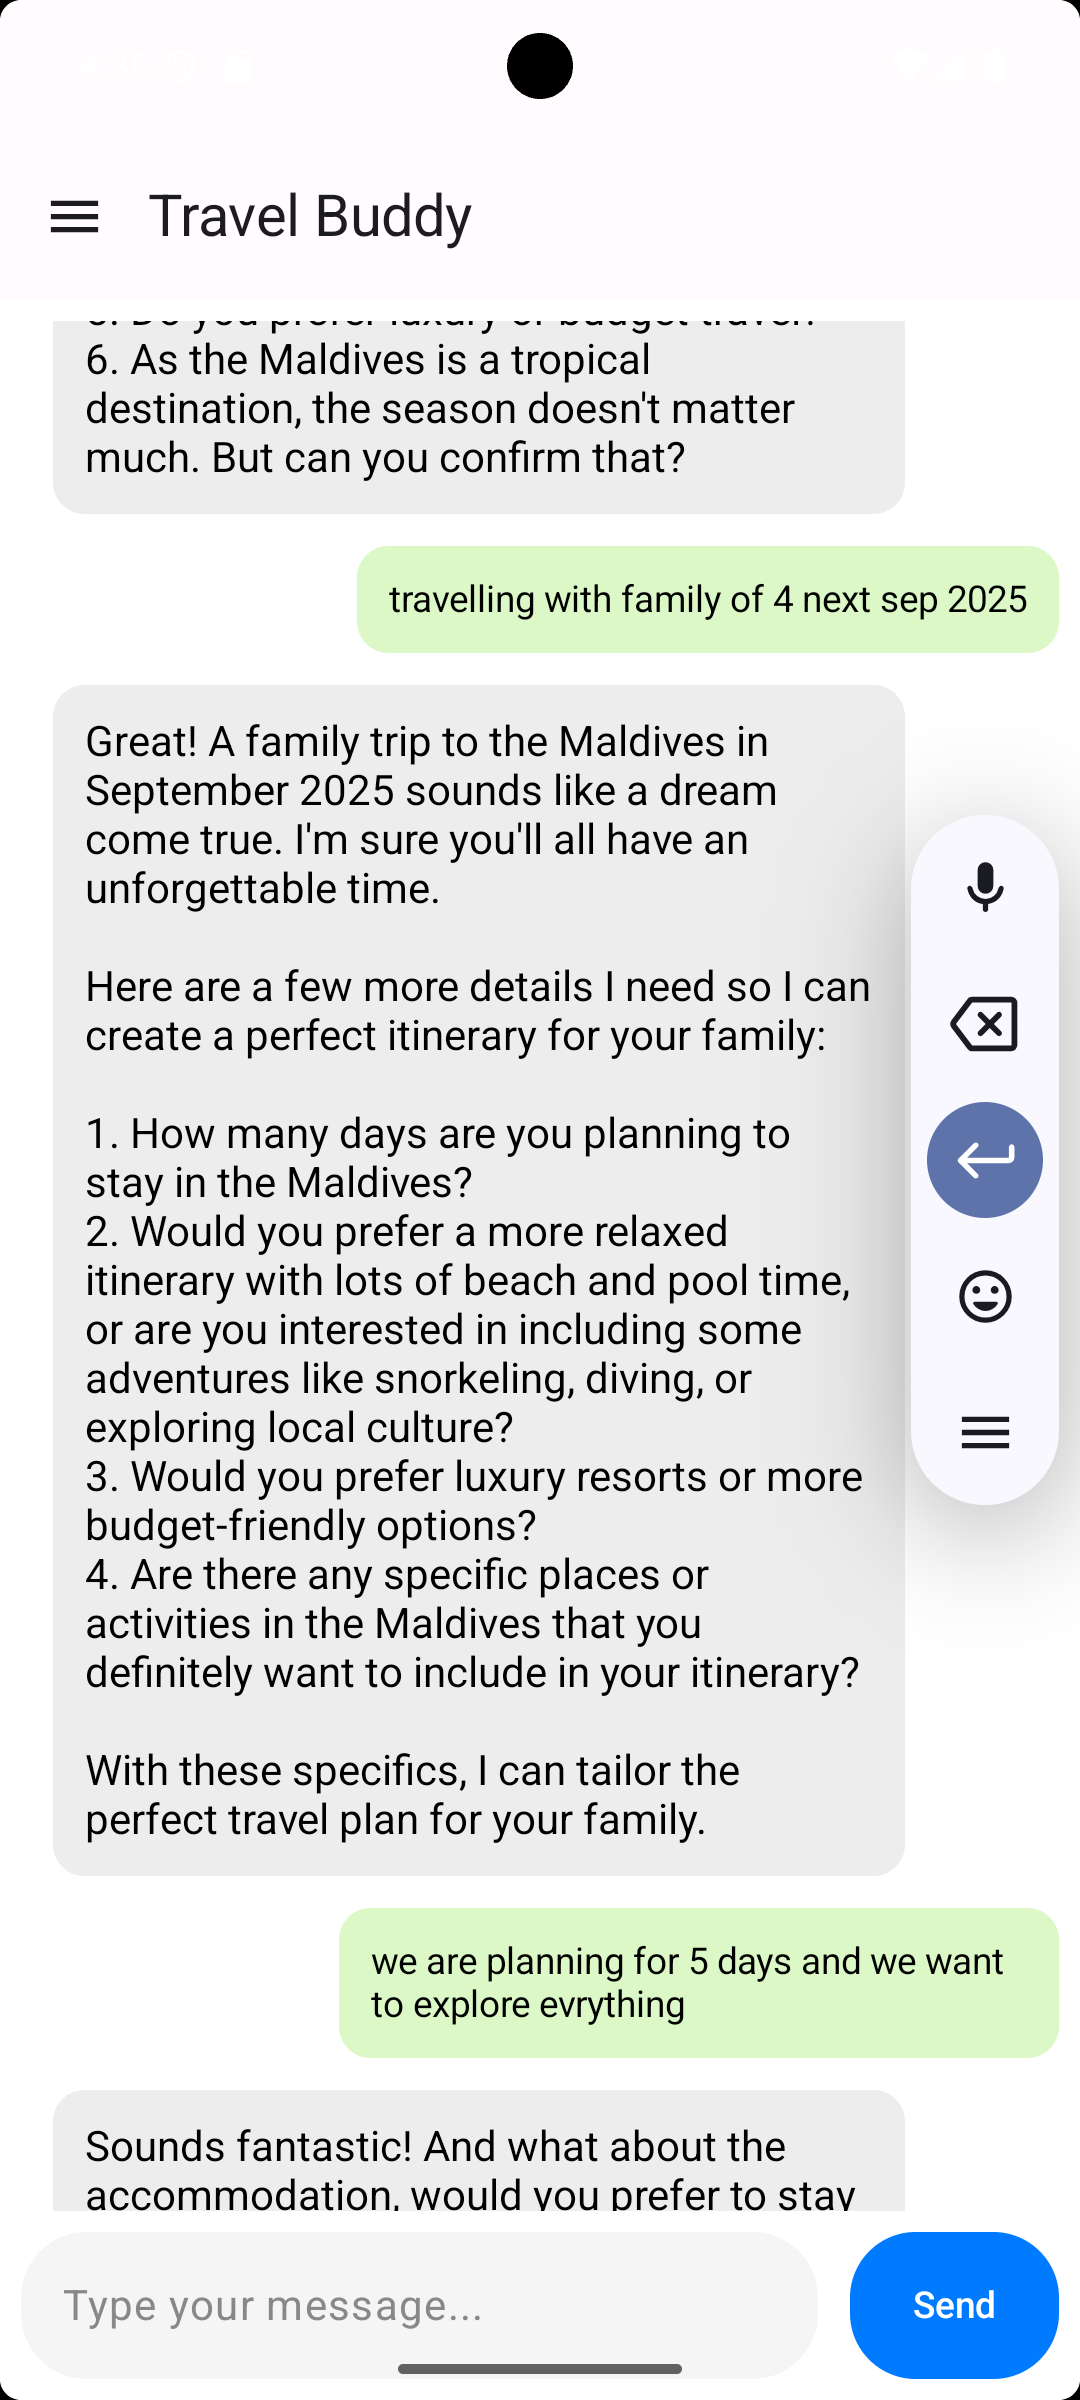 Travel Buddy
5. Do you prefer luxury or budget travel?
6. As the Maldives is a tropical
destination, the season doesn't matter
much. But can you confirm that?
travelling with family of 4 next sep 2025
Great! A family trip to the Maldives in
September 2025 sounds like a dream
come true. I'm sure you'll all have an
unforgettable time.
Here are a few more details I need so I can
create a perfect itinerary for your family:
1. How many days are you planning to
stay in the Maldives?
2. Would you prefer a more relaxed
itinerary with lots of beach and pool time,
or are you interested in including some
adventures like snorkeling, diving, or
exploring local culture?
3. Would you prefer luxury resorts or more
budget-friendly options?
4. Are there any specific places or
activities in the Maldives that you
definitely want to include in your itinerary?
With these specifics, I can tailor the
perfect travel plan for your family.
we are planning for 5 days and we want
to explore evrything
Sounds fantastic! And what about the
accommodation, would you prefer to stay
Type your message...
Send